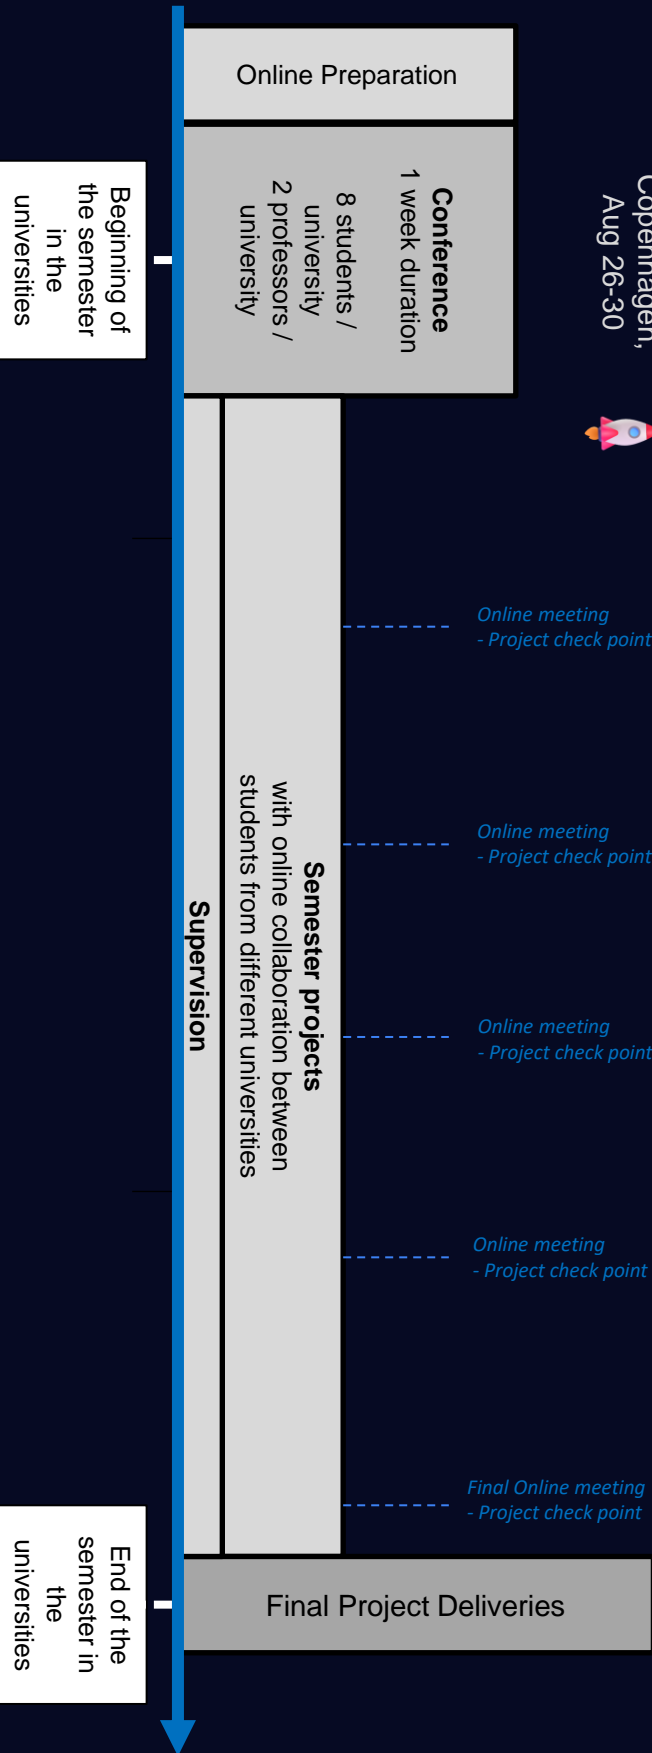 Online Preparation
Copenhagen,
Aug 26-30
Conference
1 week duration
8 students /
university
2 professors /
university
Beginning of
the semester
in the
universities
Online meeting
- Project check point
Online meeting
- Project check point
Online meeting
- Project check point
Online meeting
- Project check point
Final Online meeting
- Project check point
Semester projects
with online collaboration between
students from different universities
Supervision
Final Project Deliveries
End of the
semester in
the
universities